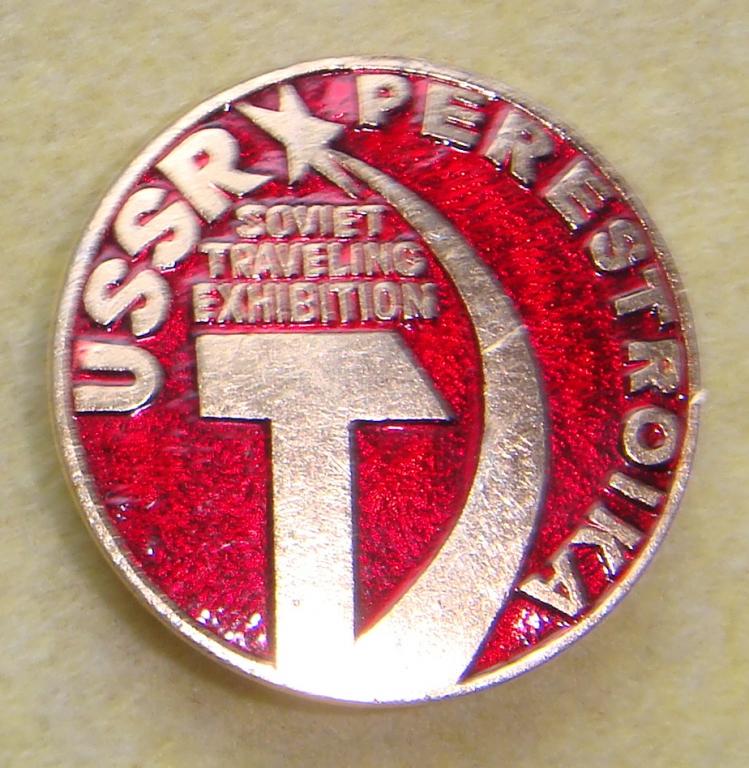 USSR PERESTROIKA
SOVIET
TRAVELING
EXHIBITION